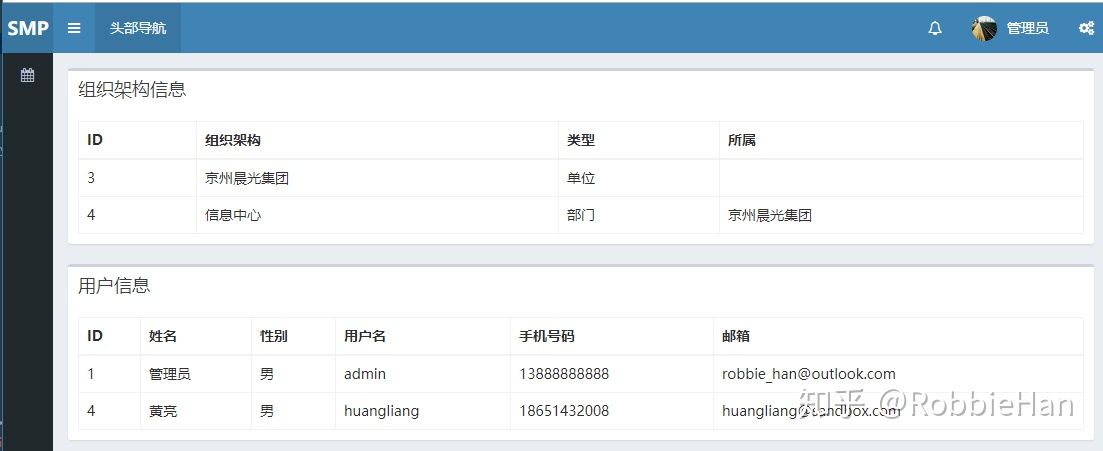 SMP 头部导航 管理员
组织架构信息
ID 组织架构 类型 所属
3 京州晨光集团 单位
4 信息中心 部门 京州晨光集团
用户信息
ID 姓名 性别 用户名 手机号码 邮箱
1 管理员 男 admin 13888888888 robbie_han@outlook.com
4 黄亮 男 huangliang 18651432008 huangliang@sandbox.com
知乎 @RobbieHan